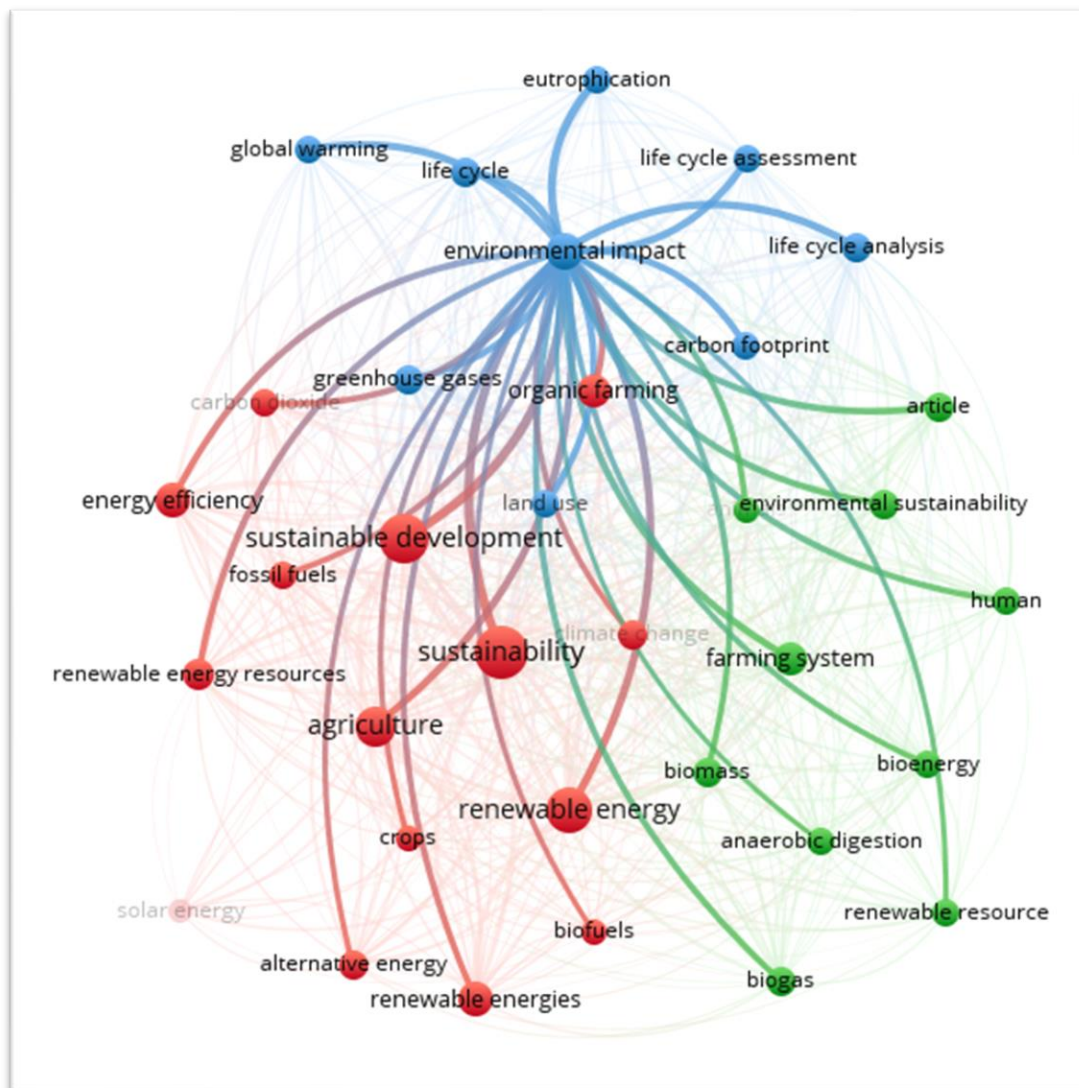 eutrophication
global warming
life cycle assessment
life cycle
life cycle analysis
environmental impact
carbon footprint
greenhouse gases
organic farming
carbon dioxide
article
energy efficiency
land use
environmental sustainability
sustainable development
fossil fuels
human
climate change
sustainability
farming system
renewable energy resources
agriculture
bioenergy
biomass
renewable energy
crops
anaerobic digestion
solar energy
renewable resource
biofuels
alternative energy
biogas
renewable energies